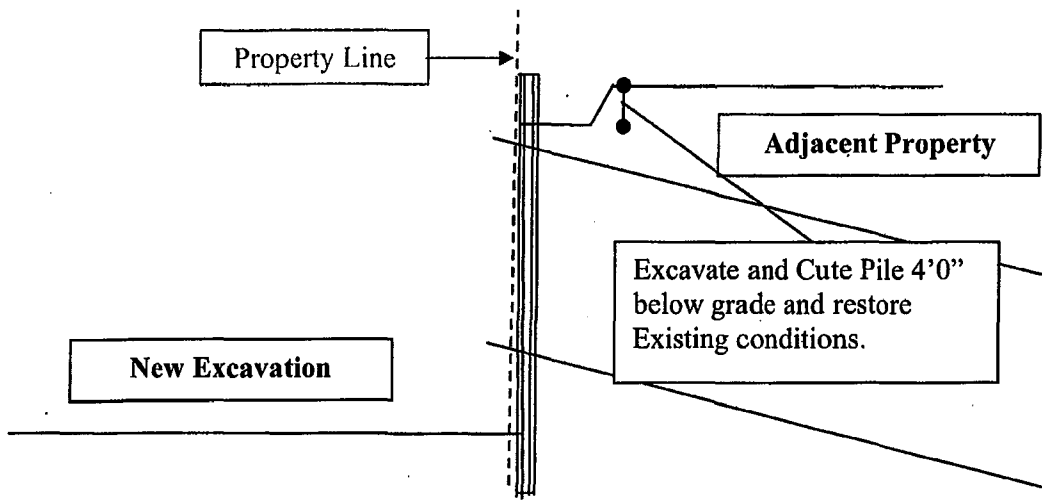 Property Line
Adjacent Property
Excavate and Cute Pile 4'0”
below grade and restore
Existing conditions.
New Excavation